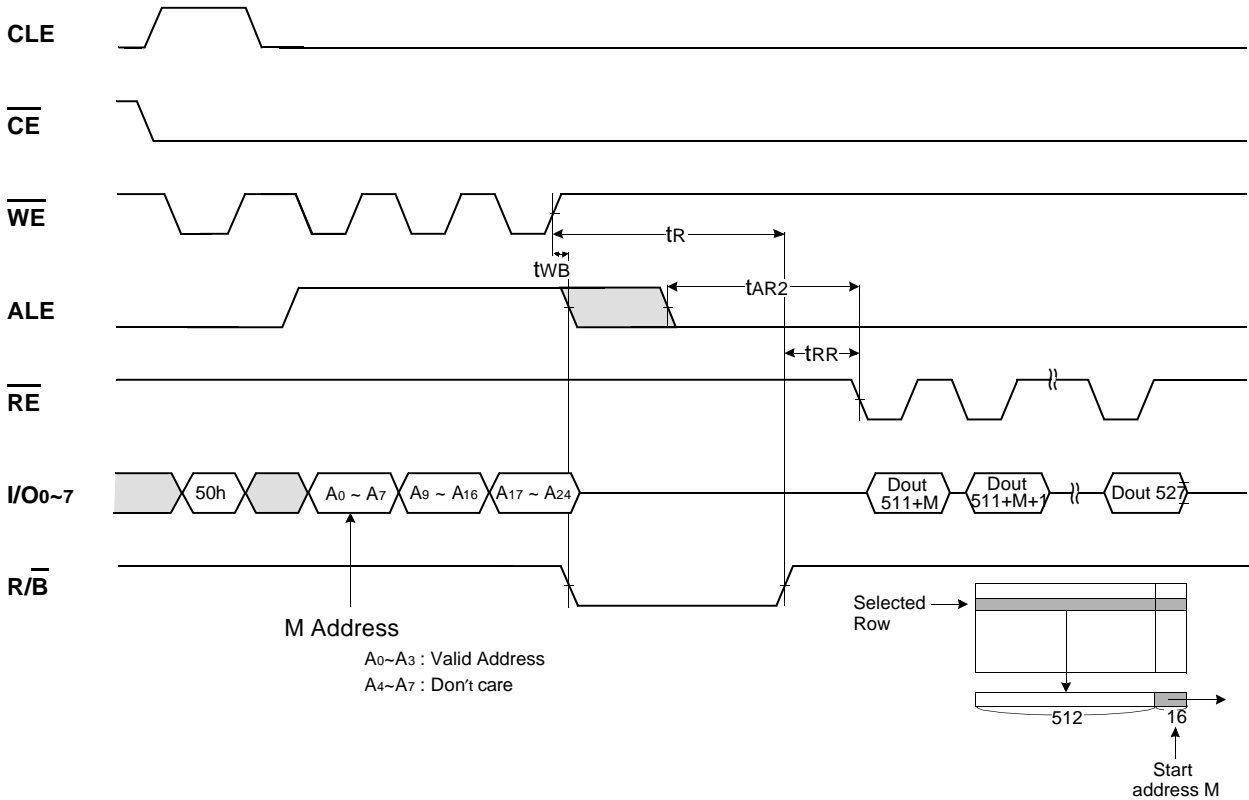 CLE
CE
WE
tR
tWB
ALE
tAR2
tRR
RE
I/O0~7
50h
A0 ~ A7
A9 ~ A16
A17 ~ A24
Dout
511+M
Dout
511+M+1
Dout 527
R/B
M Address
A0~A3 : Valid Address
A4~A7 : Don't care
Selected
Row
512
16
Start
address M